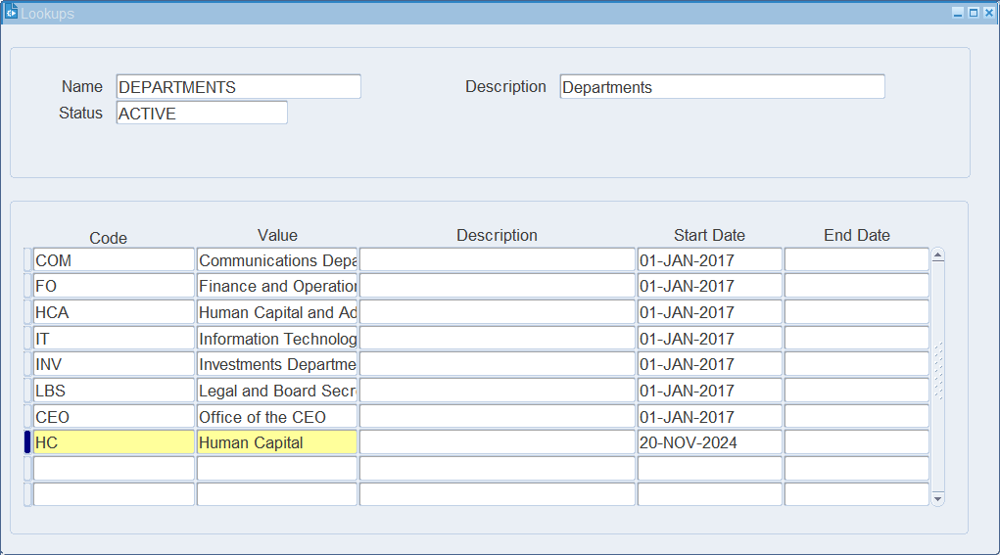 Lookups
Name DEPARTMENTS Description Departments
Status ACTIVE
Code Value Description Start Date End Date
COM Communications Depa 01-JAN-2017
FO Finance and Operation 01-JAN-2017
HCA Human Capital and Ad 01-JAN-2017
IT Information Technolog 01-JAN-2017
INV Investments Departme 01-JAN-2017
LBS Legal and Board Secr 01-JAN-2017
CEO Office of the CEO 01-JAN-2017
HC Human Capital 20-NOV-2024